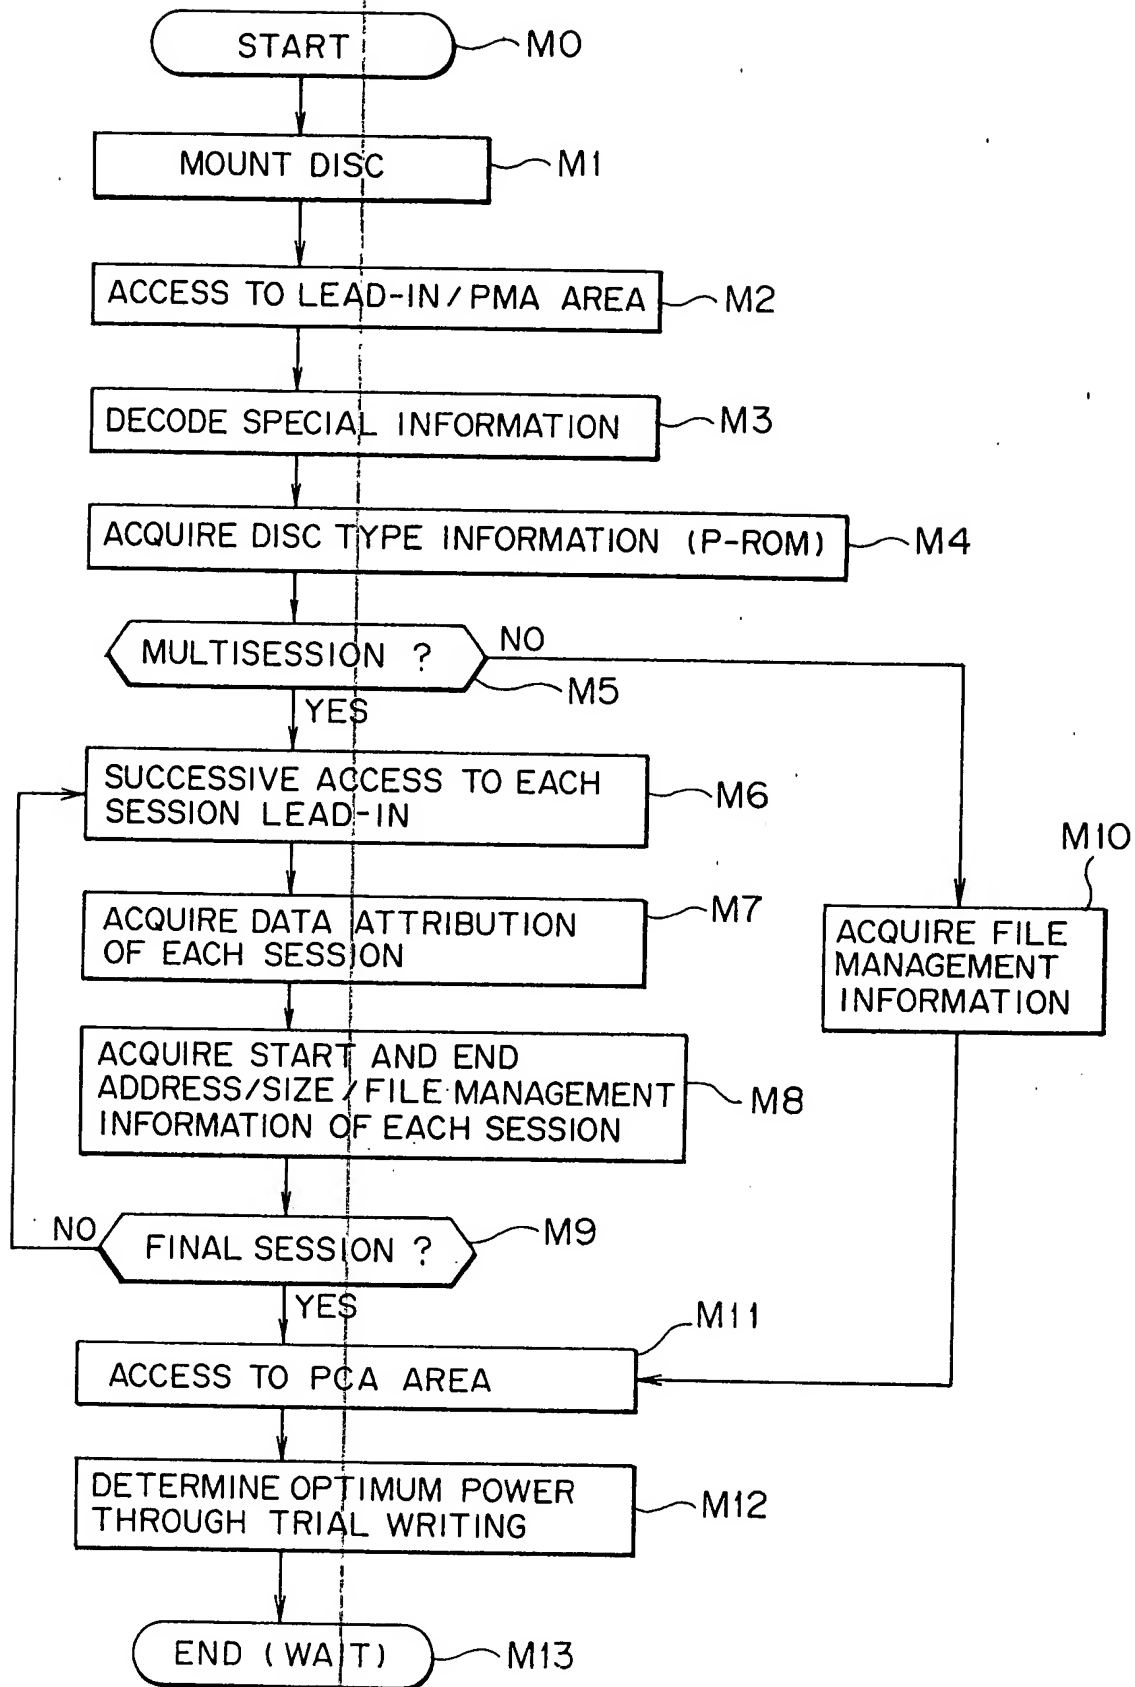 START
M0
MOUNT DISC
M1
ACCESS TO LEAD-IN/PMA AREA
M2
DECODE SPECIAL INFORMATION
M3
ACQUIRE DISC TYPE INFORMATION (P-ROM)
M4
MULTISESSION ?
NO
M5
YES
SUCCESSIVE ACCESS TO EACH
SESSION LEAD-IN
M6
M10
ACQUIRE DATA ATTRIBUTION
OF EACH SESSION
M7
ACQUIRE FILE
MANAGEMENT
INFORMATION
ACQUIRE START AND END
ADDRESS/SIZE/FILE MANAGEMENT
INFORMATION OF EACH SESSION
M8
NO
FINAL SESSION ?
M9
YES
M11
ACCESS TO PCA AREA
DETERMINE OPTIMUM POWER
THROUGH TRIAL WRITING
M12
END (WAIT)
M13